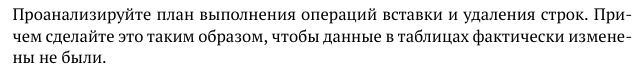 Проанализируйте план выполнения операций вставки и удаления строк. При-
чем сделайте это таким образом, чтобы данные в таблицах фактически измене-
ны не были.